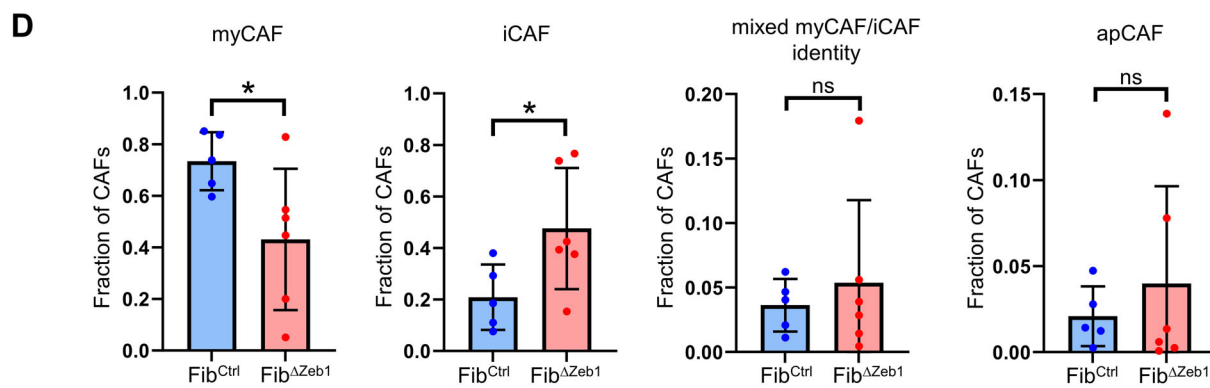 D
myCAF
*
Fraction of CAFs
1.0
0.8
0.6
0.4
0.2
0.0
Fib^Ctrl Fib^ΔZeb1
iCAF
*
Fraction of CAFs
1.0
0.8
0.6
0.4
0.2
0.0
Fib^Ctrl Fib^ΔZeb1
mixed myCAF/iCAF
identity
ns
Fraction of CAFs
0.20
0.15
0.10
0.05
0.00
Fib^Ctrl Fib^ΔZeb1
apCAF
ns
Fraction of CAFs
0.15
0.10
0.05
0.00
Fib^Ctrl Fib^ΔZeb1